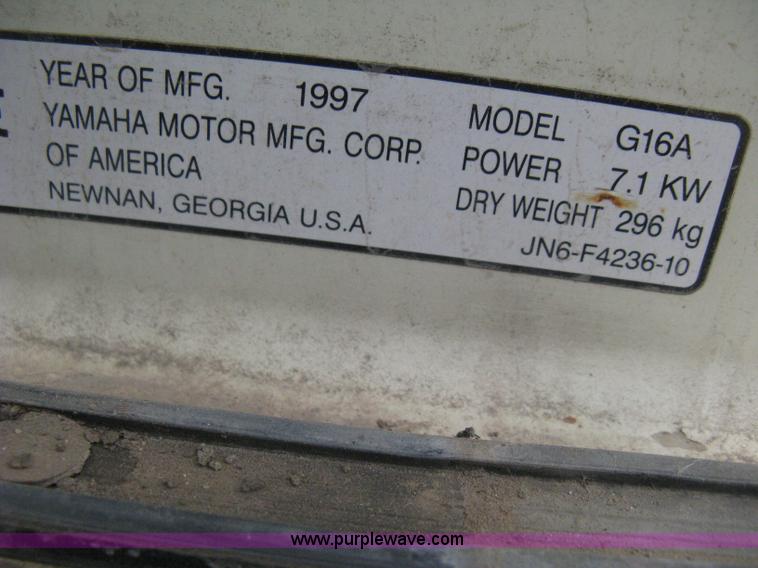 YEAR OF MFG. 1997
YAMAHA MOTOR MFG. CORP.
OF AMERICA
NEWNAN, GEORGIA U.S.A.
MODEL G16A
POWER 7.1 KW
DRY WEIGHT 296 kg
JN6-F4236-10
www.purplewave.com